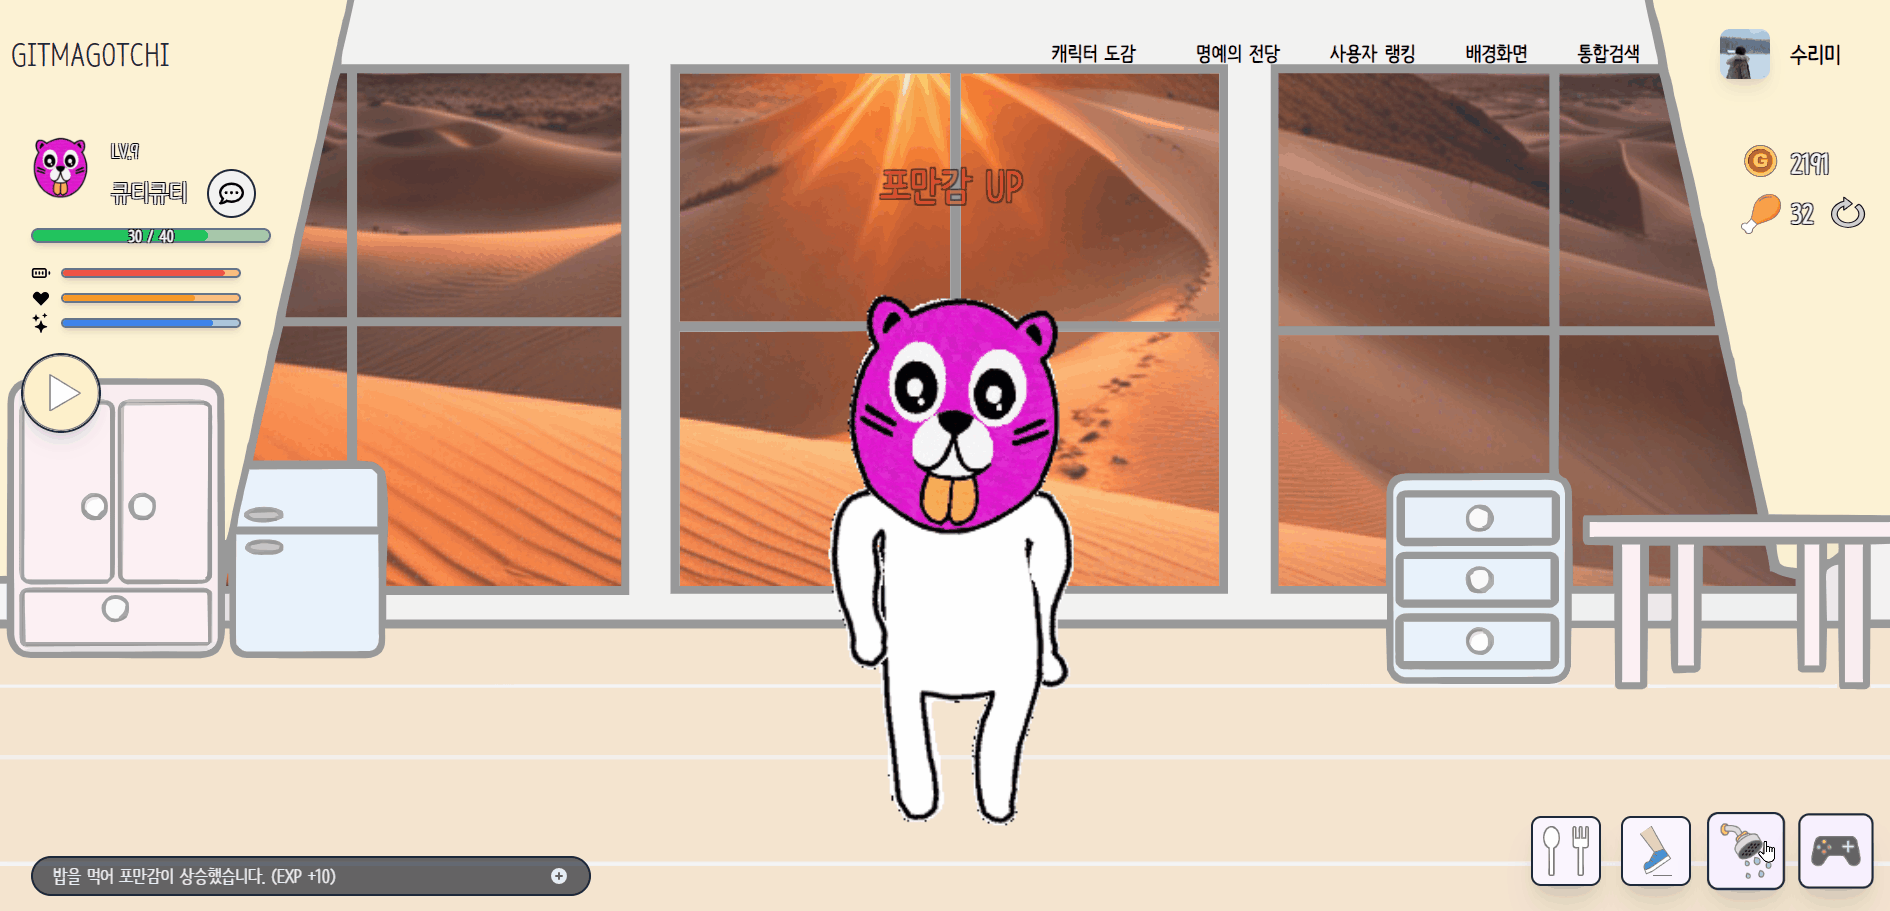 GITMAGOTCHI
캐릭터 도감
명예의 전당
사용자 랭킹
배경화면
통합검색
수리미
LV.9
큐티큐티
30 / 40
G
2191
32
포만감 UP
밥을 먹어 포만감이 상승했습니다. (EXP +10)